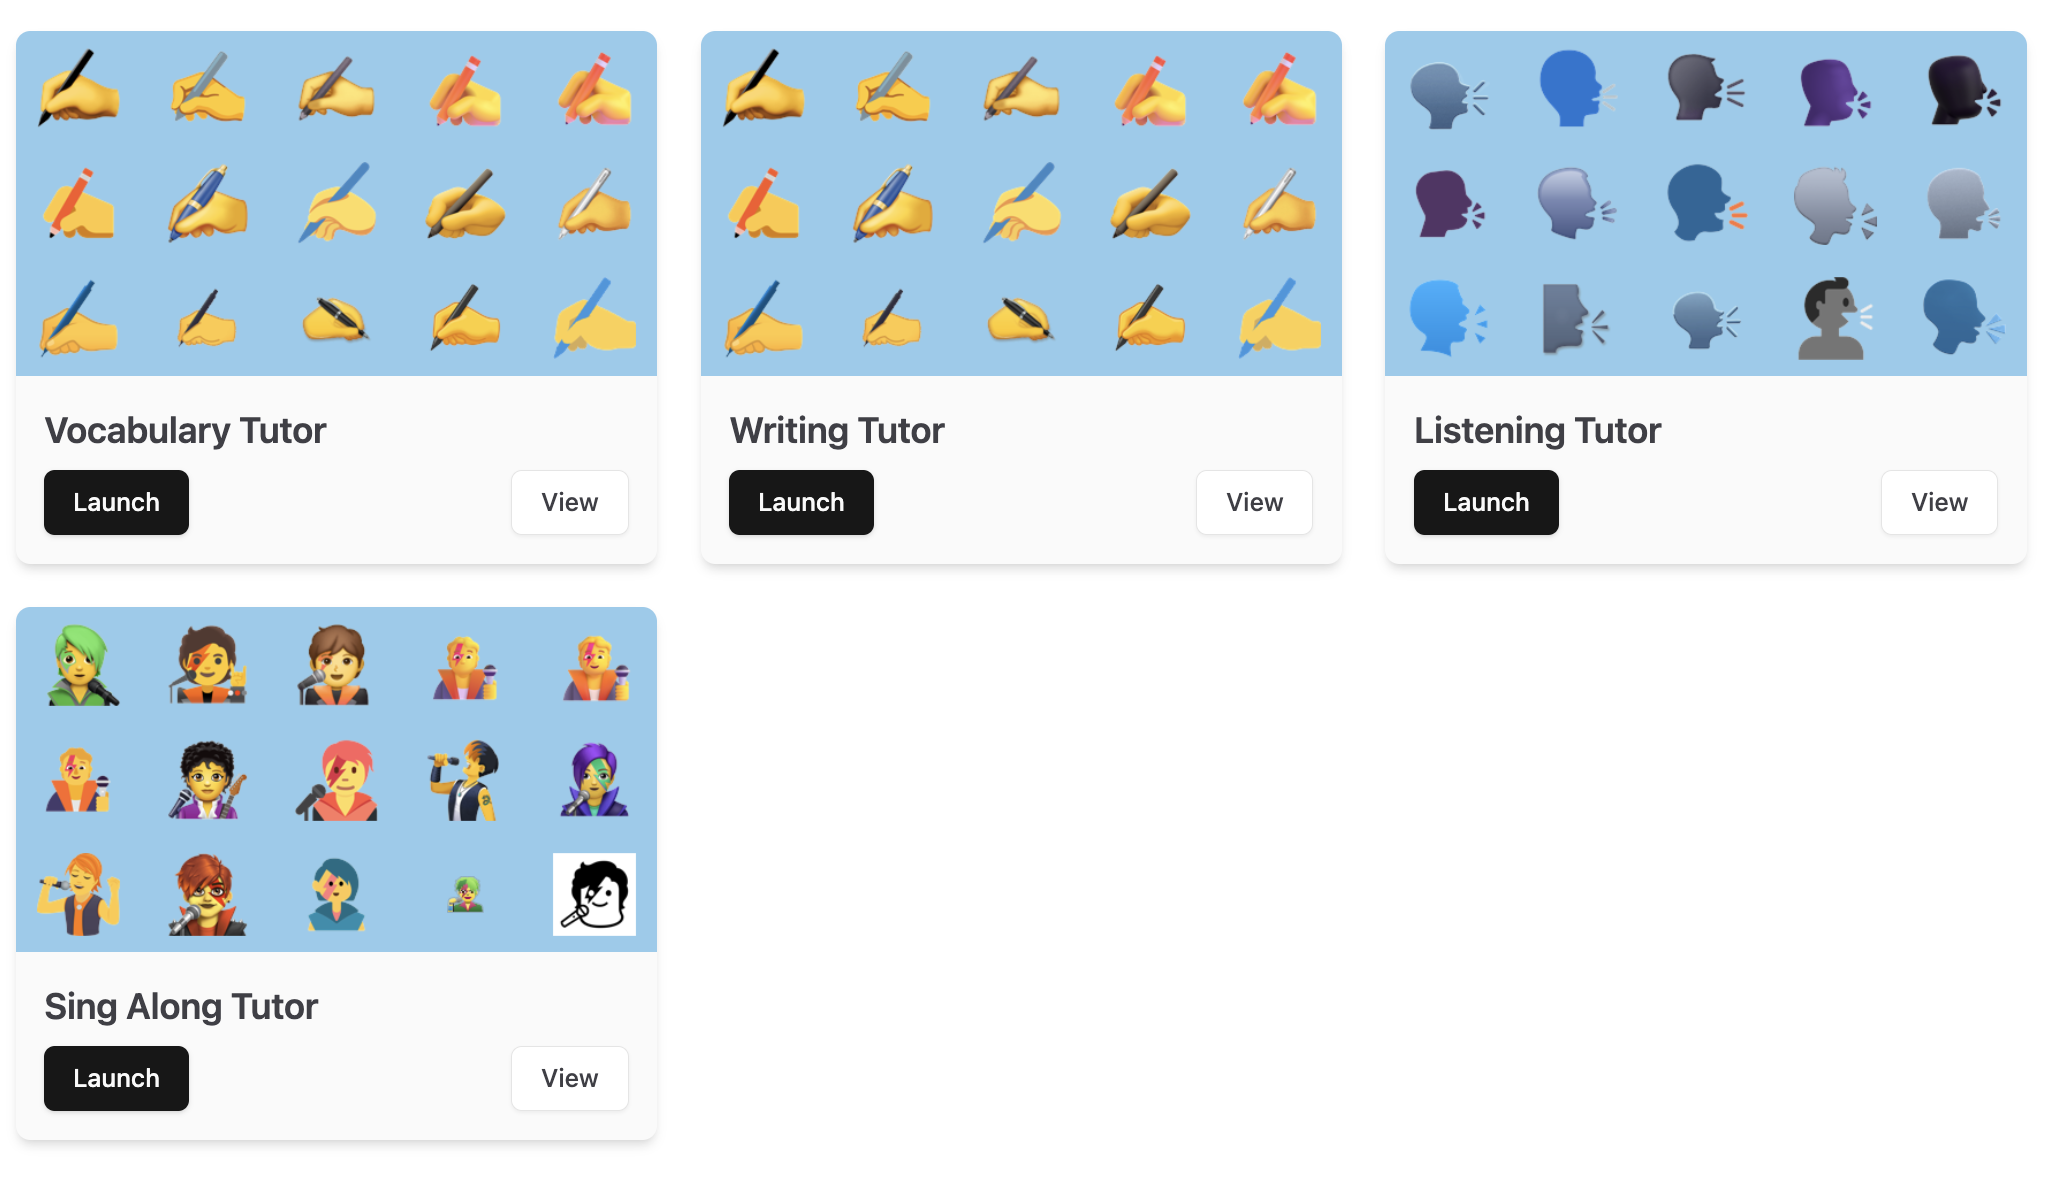 Vocabulary Tutor
Launch
View
Writing Tutor
Launch
View
Listening Tutor
Launch
View
Sing Along Tutor
Launch
View